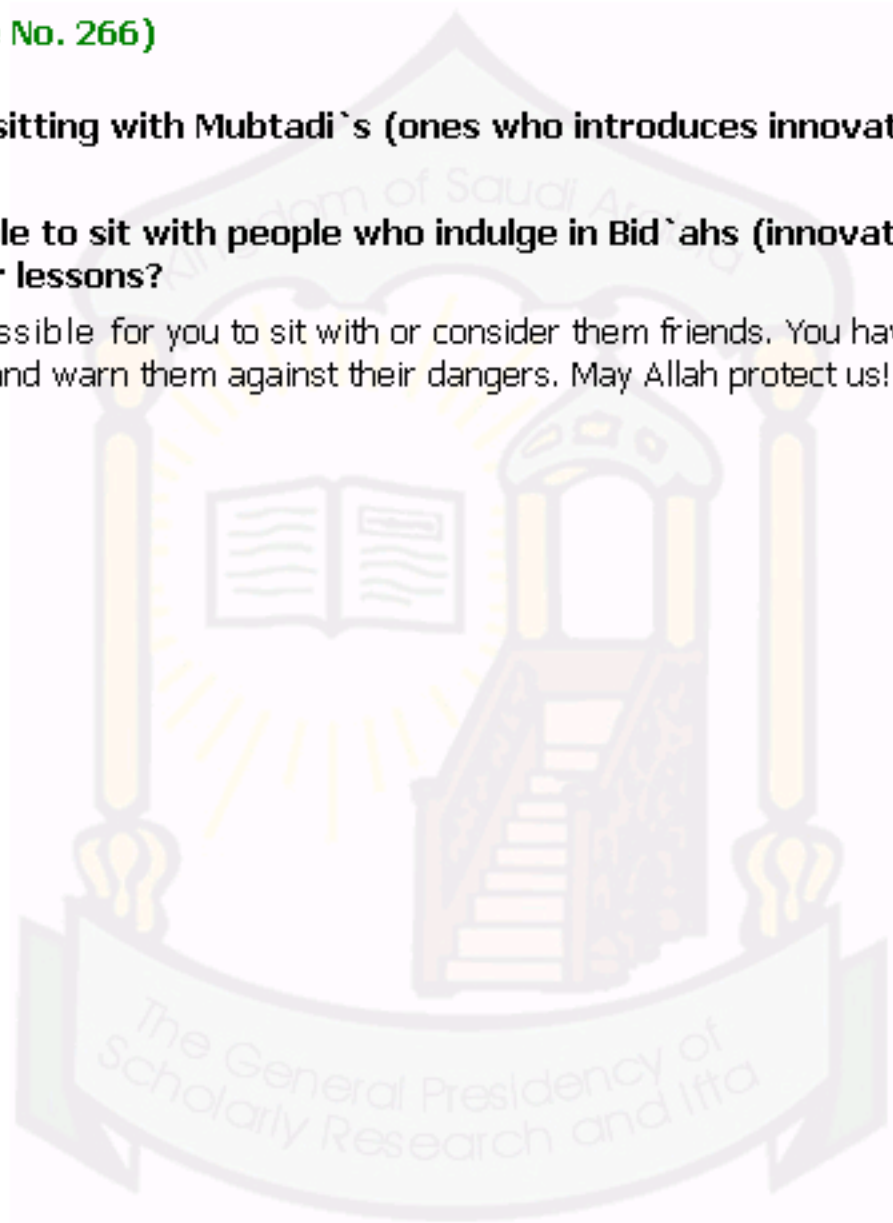 No. 266)
sitting with Mubtadi`s (ones who introduces innovat
le to sit with people who indulge in Bid`ahs (innovat
r lessons?
ssible for you to sit with or consider them friends. You hav
and warn them against their dangers. May Allah protect us!
Kingdom of Saudi Arabia
The General Presidency of
Scholarly Research and Ifta